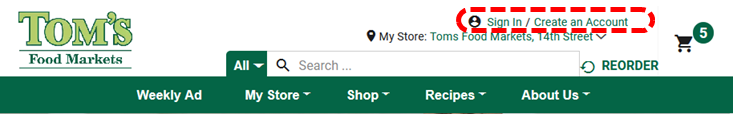 TOM'S
Food Markets
Sign In / Create an Account
My Store: Toms Food Markets, 14th Street
5
All
Search ...
REORDER
Weekly Ad My Store Shop Recipes About Us